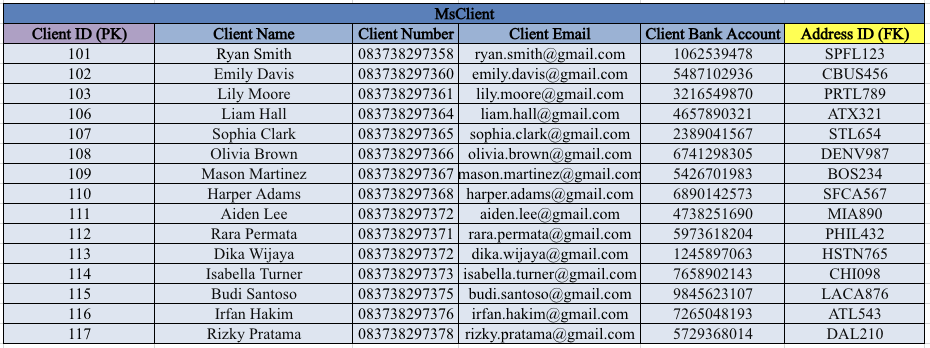 MsClient
Client ID (PK) Client Name Client Number Client Email Client Bank Account Address ID (FK)
101 Ryan Smith 083738297358 ryan.smith@gmail.com 1062539478 SPFL123
102 Emily Davis 083738297360 emily.davis@gmail.com 5487102936 CBUS456
103 Lily Moore 083738297361 lily.moore@gmail.com 3216549870 PRTL789
106 Liam Hall 083738297364 liam.hall@gmail.com 4657890321 ATX321
107 Sophia Clark 083738297365 sophia.clark@gmail.com 2389041567 STL654
108 Olivia Brown 083738297366 olivia.brown@gmail.com 6741298305 DENV987
109 Mason Martinez 083738297367 mason.martinez@gmail.com 5426701983 BOS234
110 Harper Adams 083738297368 harper.adams@gmail.com 6890142573 SFCA567
111 Aiden Lee 083738297372 aiden.lee@gmail.com 4738251690 MIA890
112 Rara Permata 083738297371 rara.permata@gmail.com 5973618204 PHIL432
113 Dika Wijaya 083738297372 dika.wijaya@gmail.com 1245897063 HSTN765
114 Isabella Turner 083738297373 isabella.turner@gmail.com 7658902143 CHI098
115 Budi Santoso 083738297375 budi.santoso@gmail.com 9845623107 LACA876
116 Irfan Hakim 083738297376 irfan.hakim@gmail.com 7265048193 ATL543
117 Rizky Pratama 083738297378 rizky.pratama@gmail.com 5729368014 DAL210